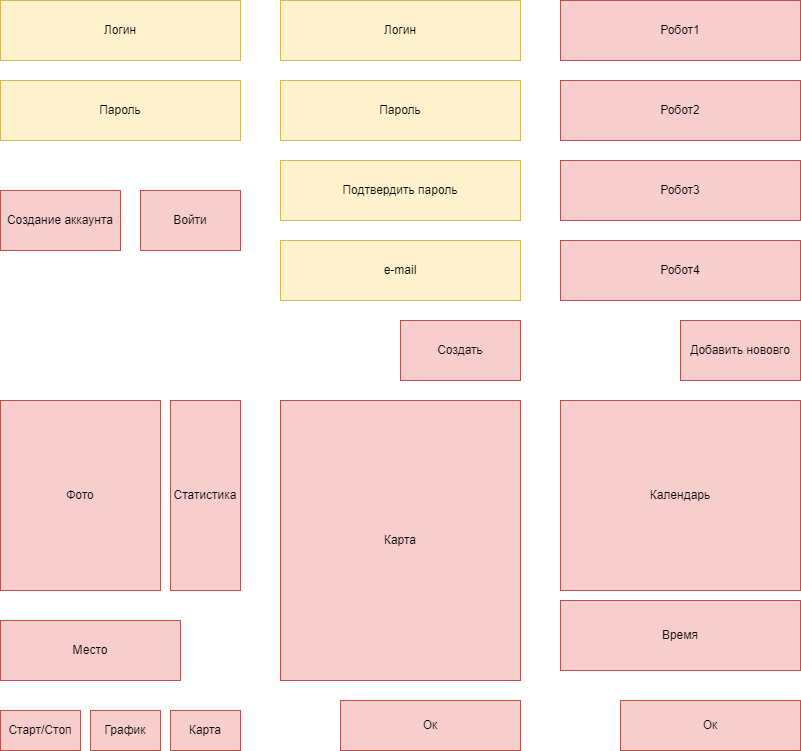 Логин
Пароль
Создание аккаунта
Войти
Логин
Пароль
Подтвердить пароль
e-mail
Создать
Робот1
Робот2
Робот3
Робот4
Добавить нововго
Фото
Статистика
Место
Старт/Стоп
График
Карта
Карта
Ок
Календарь
Время
Ок